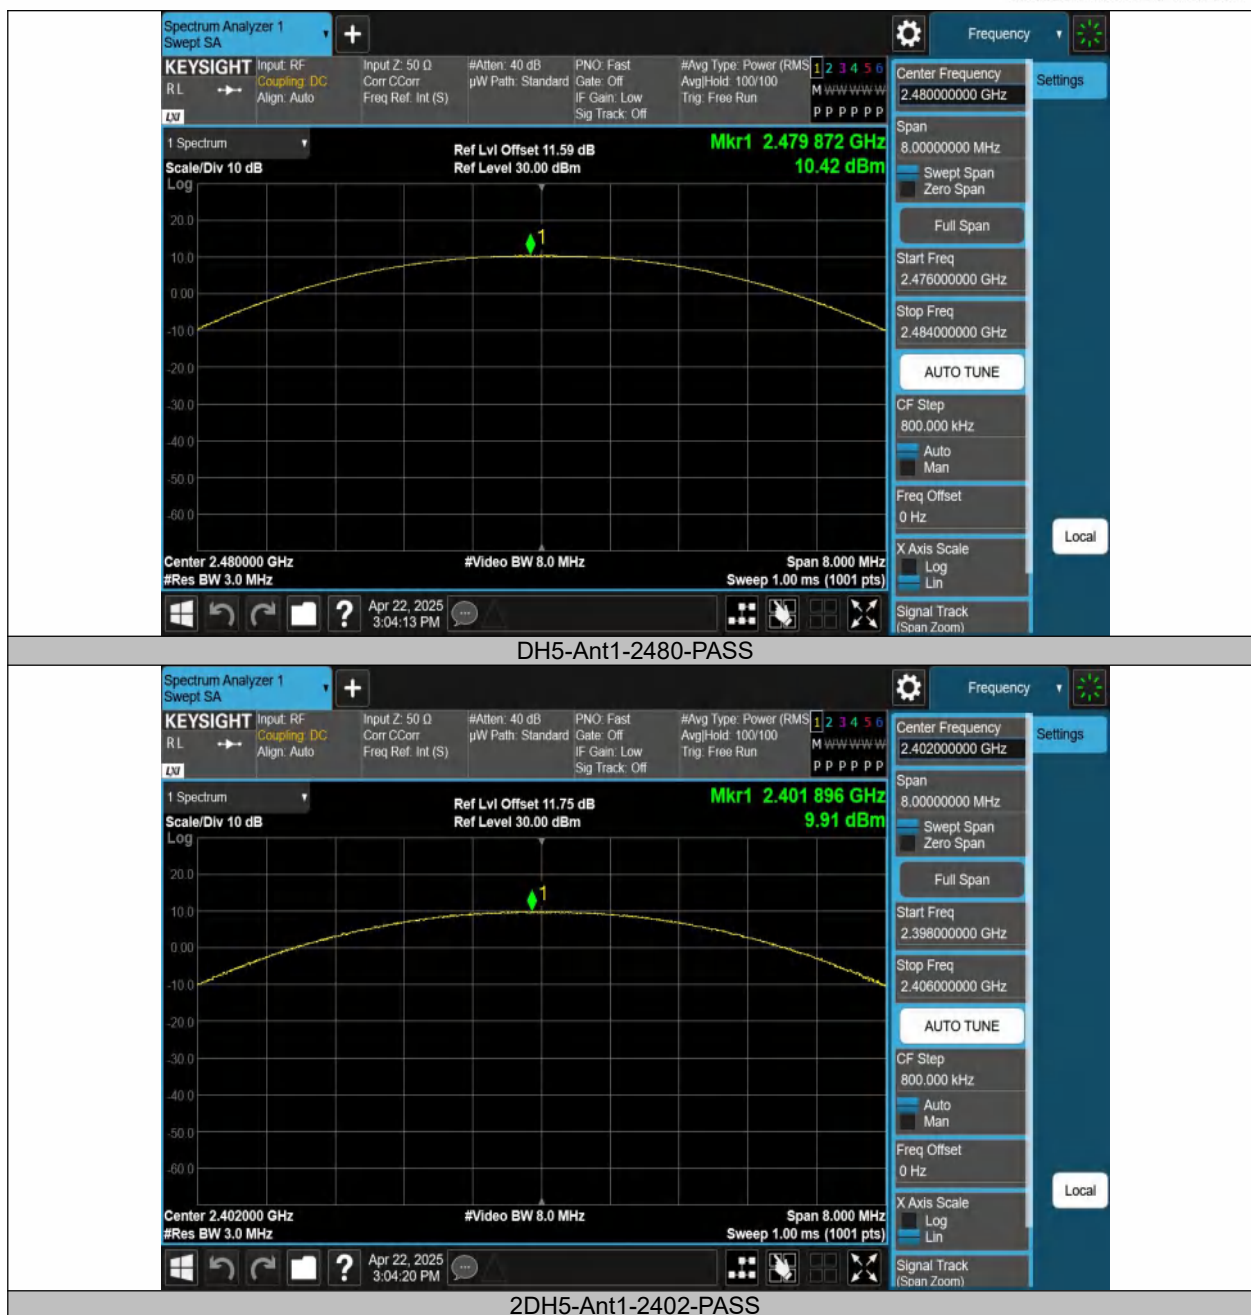 Spectrum Analyzer 1
Swept SA
Frequency
KEYSIGHT
RL
LXI
Input: RF
Coupling: DC
Align: Auto
Input Z: 50 Ω
Corr CCorr
Freq Ref: Int (S)
#Atten: 40 dB
µW Path: Standard
PNO: Fast
Gate: Off
IF Gain: Low
Sig Track: Off
#Avg Type: Power (RMS
Avg|Hold: 100/100
Trig: Free Run
1 2 3 4 5 6
M W W W W W
P P P P P P
1 Spectrum
Scale/Div 10 dB
Log
Ref Lvl Offset 11.59 dB
Ref Level 30.00 dBm
Mkr1 2.479 872 GHz
10.42 dBm
20.0
10.0
0.00
-10.0
-20.0
-30.0
-40.0
-50.0
-60.0
1
Center 2.480000 GHz
#Res BW 3.0 MHz
#Video BW 8.0 MHz
Span 8.000 MHz
Sweep 1.00 ms (1001 pts)
Center Frequency
2.480000000 GHz
Span
8.00000000 MHz
Swept Span
Zero Span
Full Span
Start Freq
2.476000000 GHz
Stop Freq
2.484000000 GHz
AUTO TUNE
CF Step
800.000 kHz
Auto
Man
Freq Offset
0 Hz
X Axis Scale
Log
Lin
Signal Track
(Span Zoom)
Settings
Local
?
Apr 22, 2025
3:04:13 PM
DH5-Ant1-2480-PASS
Spectrum Analyzer 1
Swept SA
Frequency
KEYSIGHT
RL
LXI
Input: RF
Coupling: DC
Align: Auto
Input Z: 50 Ω
Corr CCorr
Freq Ref: Int (S)
#Atten: 40 dB
µW Path: Standard
PNO: Fast
Gate: Off
IF Gain: Low
Sig Track: Off
#Avg Type: Power (RMS
Avg|Hold: 100/100
Trig: Free Run
1 2 3 4 5 6
M W W W W W
P P P P P P
1 Spectrum
Scale/Div 10 dB
Log
Ref Lvl Offset 11.75 dB
Ref Level 30.00 dBm
Mkr1 2.401 896 GHz
9.91 dBm
20.0
10.0
0.00
-10.0
-20.0
-30.0
-40.0
-50.0
-60.0
1
Center 2.402000 GHz
#Res BW 3.0 MHz
#Video BW 8.0 MHz
Span 8.000 MHz
Sweep 1.00 ms (1001 pts)
Center Frequency
2.402000000 GHz
Span
8.00000000 MHz
Swept Span
Zero Span
Full Span
Start Freq
2.398000000 GHz
Stop Freq
2.406000000 GHz
AUTO TUNE
CF Step
800.000 kHz
Auto
Man
Freq Offset
0 Hz
X Axis Scale
Log
Lin
Signal Track
(Span Zoom)
Settings
Local
?
Apr 22, 2025
3:04:20 PM
2DH5-Ant1-2402-PASS